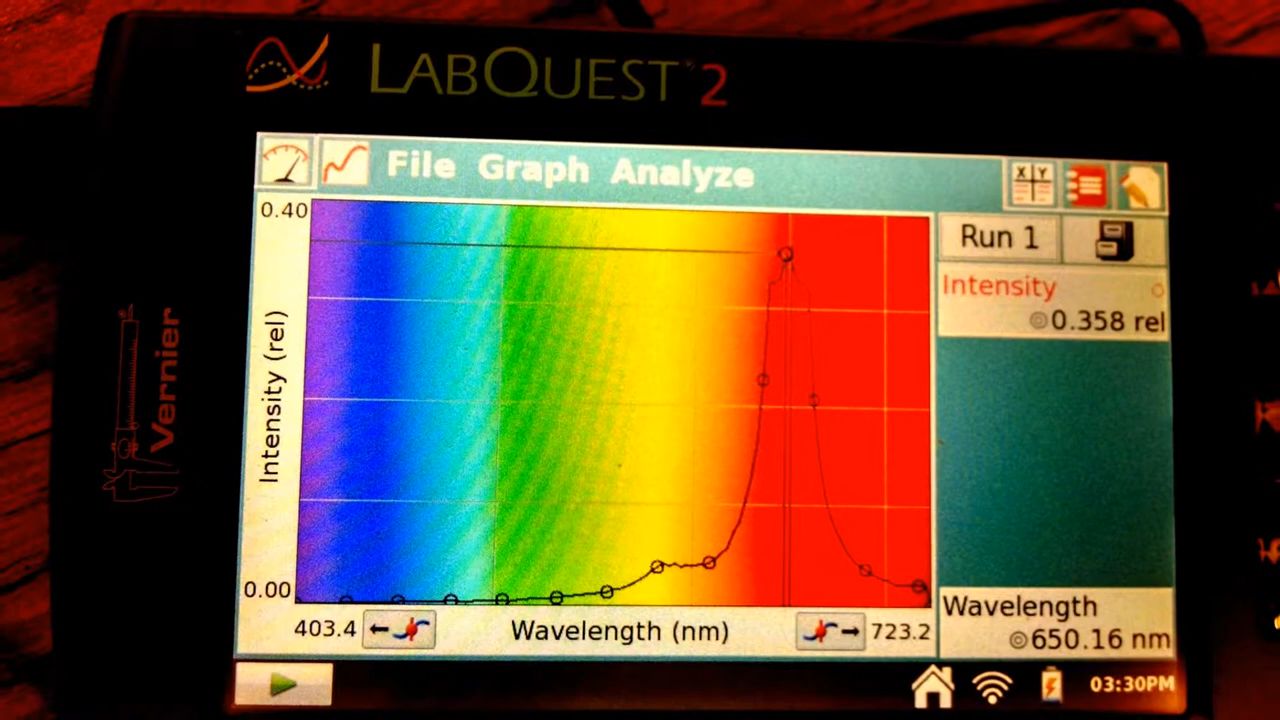 LABQUEST 2
File Graph Analyze
X Y
0.40
Run 1
Intensity
0.358 rel
Intensity (rel)
Vernier
0.00
403.4
Wavelength (nm)
723.2
Wavelength
650.16 nm
03:30PM